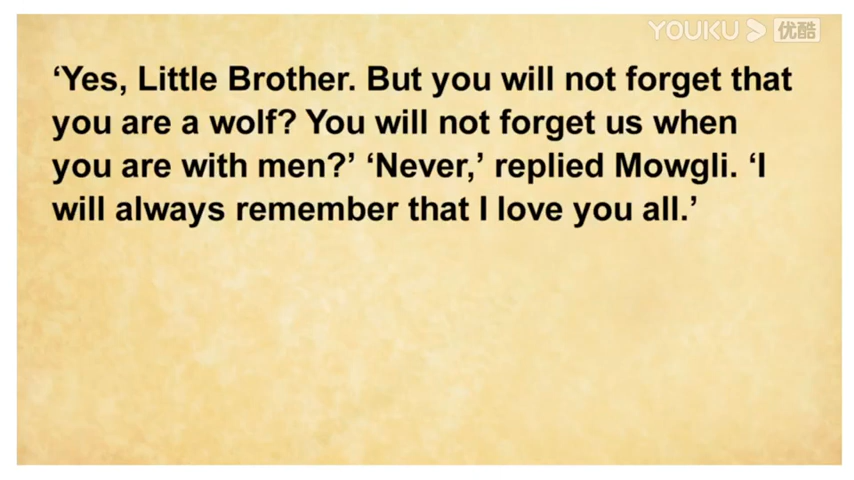 YOUKU 优酷
‘Yes, Little Brother. But you will not forget that
you are a wolf? You will not forget us when
you are with men?’ ‘Never,’ replied Mowgli. ‘I
will always remember that I love you all.’